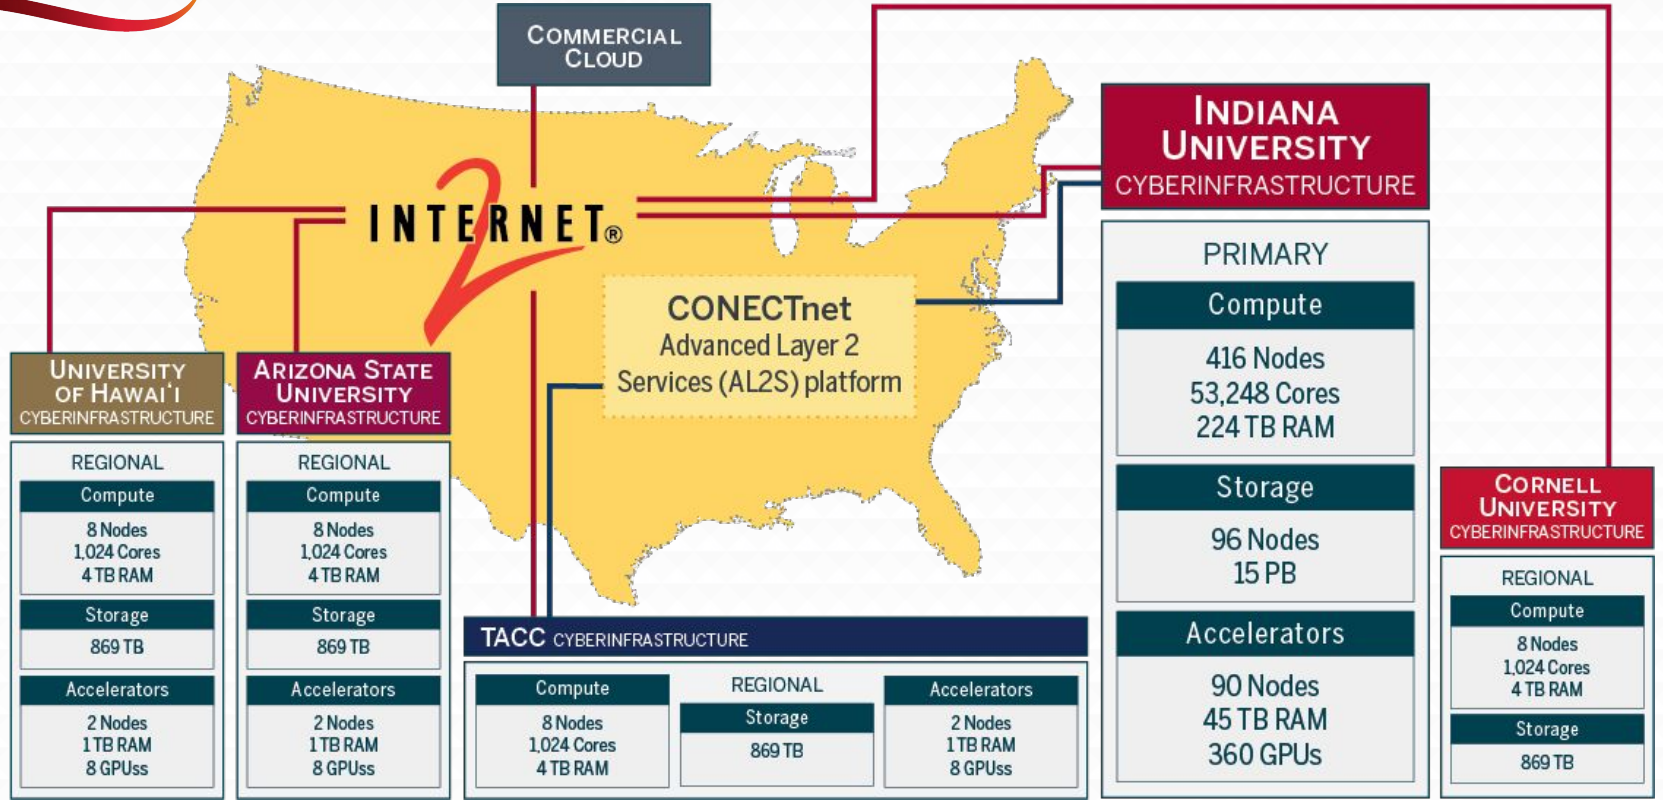 COMMERCIAL
CLOUD
INTERNET®
2
CONECTnet
Advanced Layer 2
Services (AL2S) platform
UNIVERSITY
OF HAWAI‘I
CYBERINFRASTRUCTURE
REGIONAL
Compute
8 Nodes
1,024 Cores
4 TB RAM
Storage
869 TB
Accelerators
2 Nodes
1 TB RAM
8 GPUss
ARIZONA STATE
UNIVERSITY
CYBERINFRASTRUCTURE
REGIONAL
Compute
8 Nodes
1,024 Cores
4 TB RAM
Storage
869 TB
Accelerators
2 Nodes
1 TB RAM
8 GPUss
TACC CYBERINFRASTRUCTURE
REGIONAL
Compute
8 Nodes
1,024 Cores
4 TB RAM
Storage
869 TB
Accelerators
2 Nodes
1 TB RAM
8 GPUss
INDIANA
UNIVERSITY
CYBERINFRASTRUCTURE
PRIMARY
Compute
416 Nodes
53,248 Cores
224 TB RAM
Storage
96 Nodes
15 PB
Accelerators
90 Nodes
45 TB RAM
360 GPUs
CORNELL
UNIVERSITY
CYBERINFRASTRUCTURE
REGIONAL
Compute
8 Nodes
1,024 Cores
4 TB RAM
Storage
869 TB